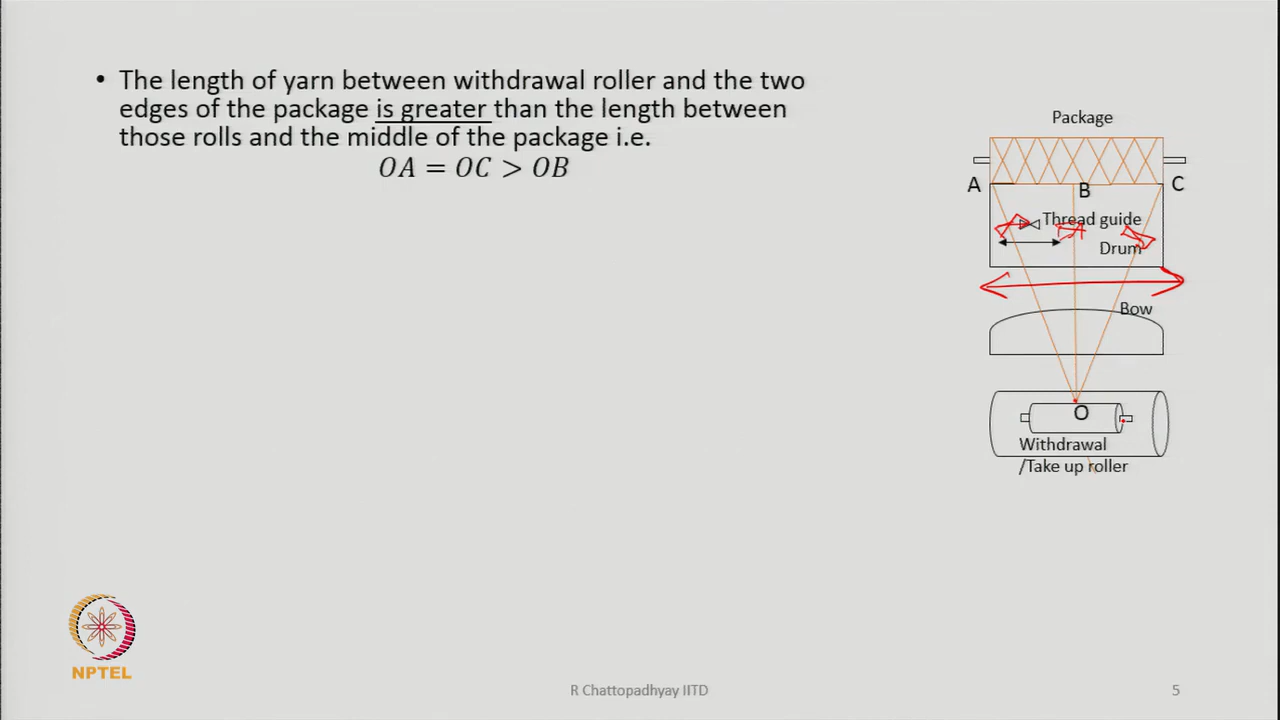 • The length of yarn between withdrawal roller and the two
edges of the package is greater than the length between
those rolls and the middle of the package i.e.
OA = OC > OB
Package
A
B
C
Thread guide
Drum
Bow
O
Withdrawal
/Take up roller
NPTEL
R Chattopadhyay IITD
5